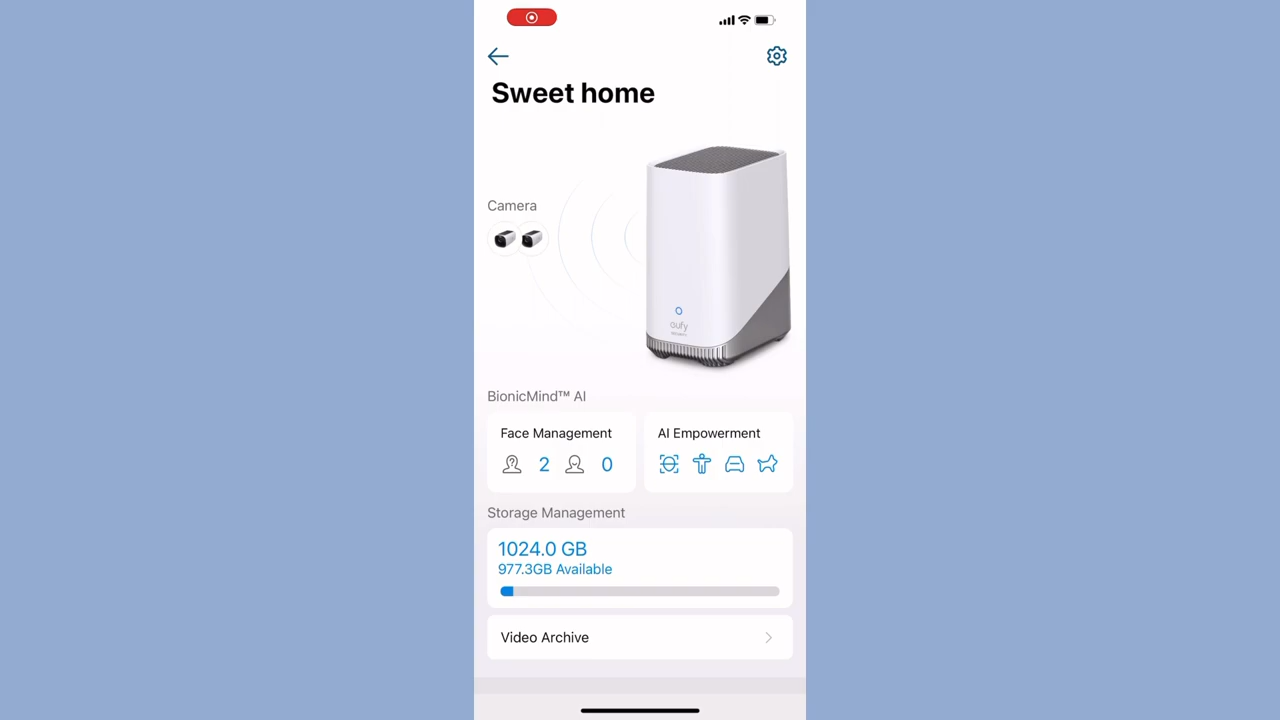 Sweet home
Camera
eufy
BionicMind™ AI
Face Management
AI Empowerment
2
0
Storage Management
1024.0 GB
977.3GB Available
Video Archive